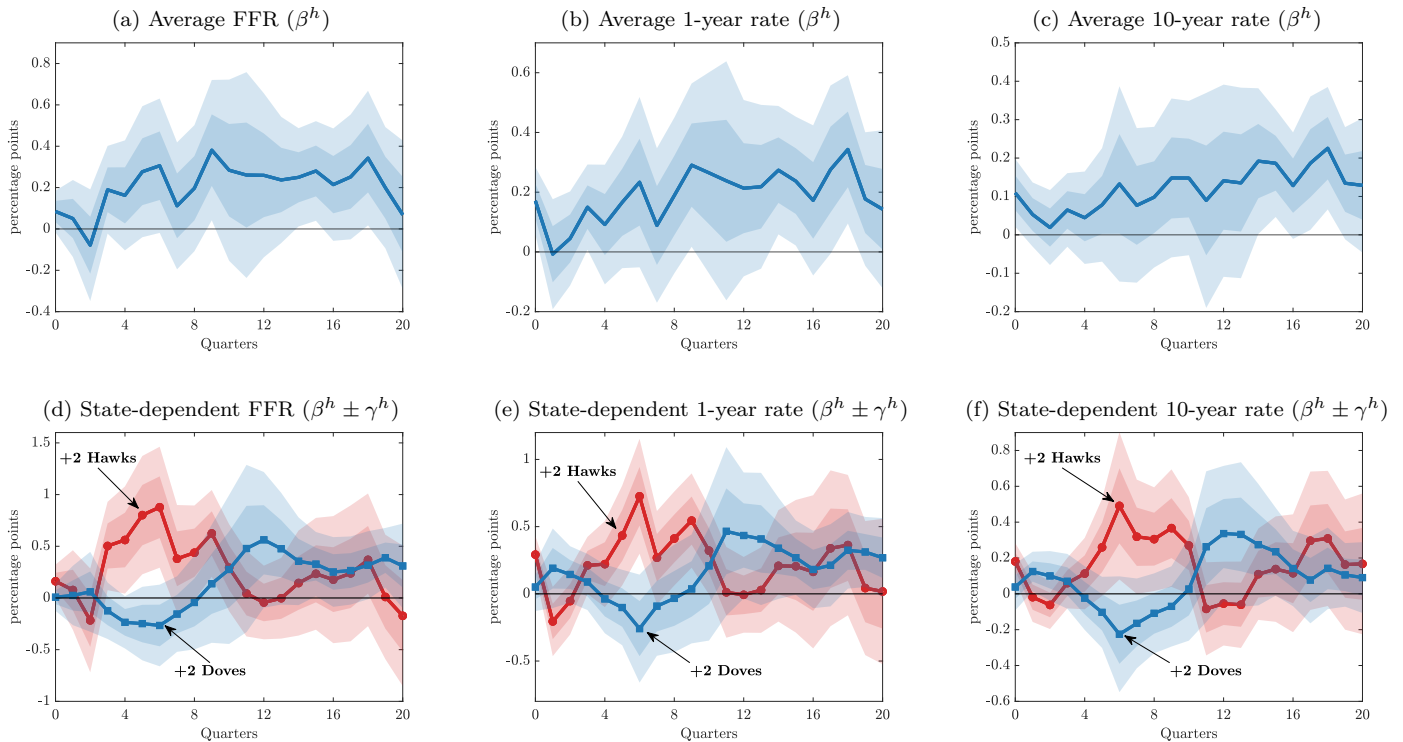 (a) Average FFR (β^h)
percentage points
0.8
0.6
0.4
0.2
0
-0.2
-0.4
0 4 8 12 16 20
Quarters
(b) Average 1-year rate (β^h)
percentage points
0.6
0.4
0.2
0
-0.2
0 4 8 12 16 20
Quarters
(c) Average 10-year rate (β^h)
percentage points
0.5
0.4
0.3
0.2
0.1
0
-0.1
-0.2
0 4 8 12 16 20
Quarters
(d) State-dependent FFR (β^h ± γ^h)
percentage points
1.5
1
0.5
0
-0.5
-1
+2 Hawks
+2 Doves
0 4 8 12 16 20
Quarters
(e) State-dependent 1-year rate (β^h ± γ^h)
percentage points
1
0.5
0
-0.5
+2 Hawks
+2 Doves
0 4 8 12 16 20
Quarters
(f) State-dependent 10-year rate (β^h ± γ^h)
percentage points
0.8
0.6
0.4
0.2
0
-0.2
-0.4
-0.6
+2 Hawks
+2 Doves
0 4 8 12 16 20
Quarters